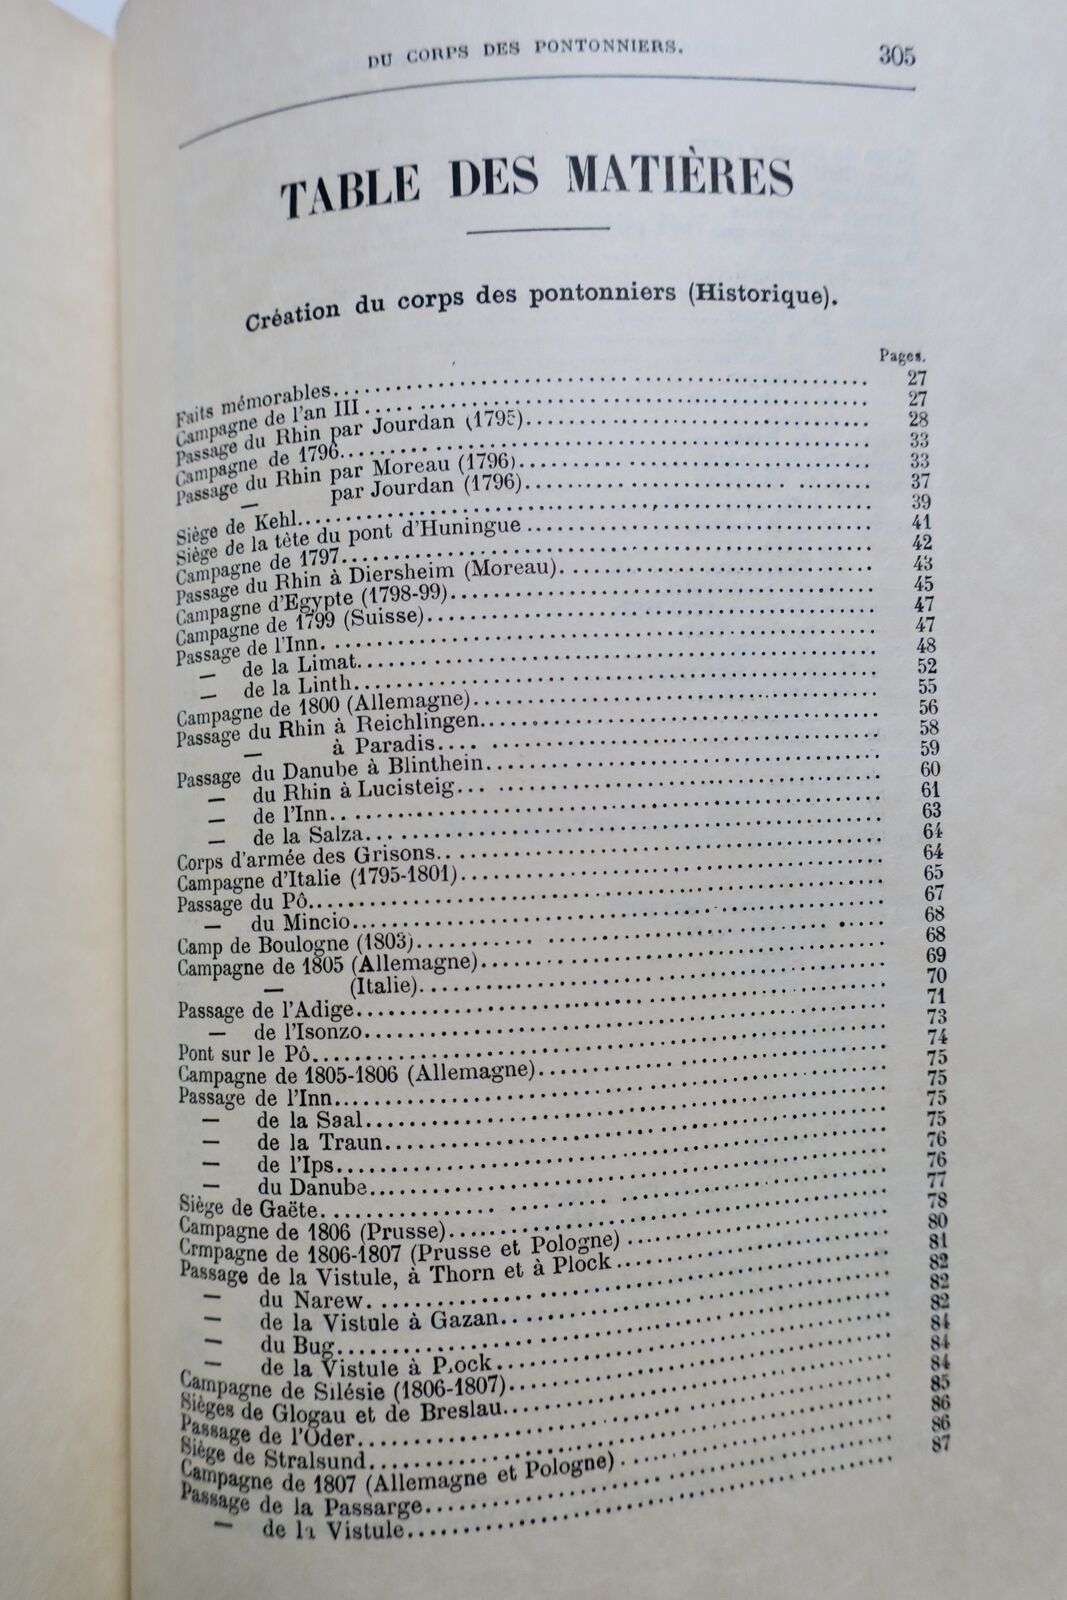 DU CORPS DES PONTONNIERS. 305
TABLE DES MATIÈRES
Création du corps des pontonniers (Historique).
Pages.
Faits mémorables.......... 27
Campagne de l'an III.......... 27
Passage du Rhin par Jourdan (1795).......... 28
Campagne de 1796.......... 33
Passage du Rhin par Moreau (1796).......... 33
— par Jourdan (1796).......... 37
Siège de Kehl.......... 39
Siège de la tête du pont d'Huningue.......... 41
Campagne de 1797.......... 42
Passage du Rhin à Diersheim (Moreau).......... 43
Campagne d'Egypte (1798-99).......... 45
Campagne de 1799 (Suisse).......... 47
Passage de l'Inn.......... 47
— de la Limat.......... 48
— de la Linth.......... 52
Campagne de 1800 (Allemagne).......... 55
Passage du Rhin à Reichlingen.......... 56
— à Paradis.......... 58
Passage du Danube à Blinthein.......... 59
— du Rhin à Lucisteig.......... 60
— de l'Inn.......... 61
— de la Salza.......... 63
Corps d'armée des Grisons.......... 64
Campagne d'Italie (1795-1801).......... 64
Passage du Pô.......... 65
— du Mincio.......... 67
Camp de Boulogne (1803).......... 68
Campagne de 1805 (Allemagne).......... 68
— (Italie).......... 69
Passage de l'Adige.......... 70
— de l'Isonzo.......... 71
Pont sur le Pô.......... 73
Campagne de 1805-1806 (Allemagne).......... 74
Passage de l'Inn.......... 75
— de la Saal.......... 75
— de la Traun.......... 75
— de l'Ips.......... 75
— du Danube.......... 76
Siège de Gaëte.......... 76
Campagne de 1806 (Prusse).......... 77
Crmpagne de 1806-1807 (Prusse et Pologne).......... 78
Passage de la Vistule, à Thorn et à Plock.......... 80
— du Narew.......... 81
— de la Vistule à Gazan.......... 82
— du Bug.......... 82
— de la Vistule à Plock.......... 82
Campagne de Silésie (1806-1807).......... 84
Sièges de Glogau et de Breslau.......... 84
Passage de l'Oder.......... 84
Siège de Stralsund.......... 85
Campagne de 1807 (Allemagne et Pologne).......... 86
Passage de la Passarge.......... 86
— de la Vistule.......... 87